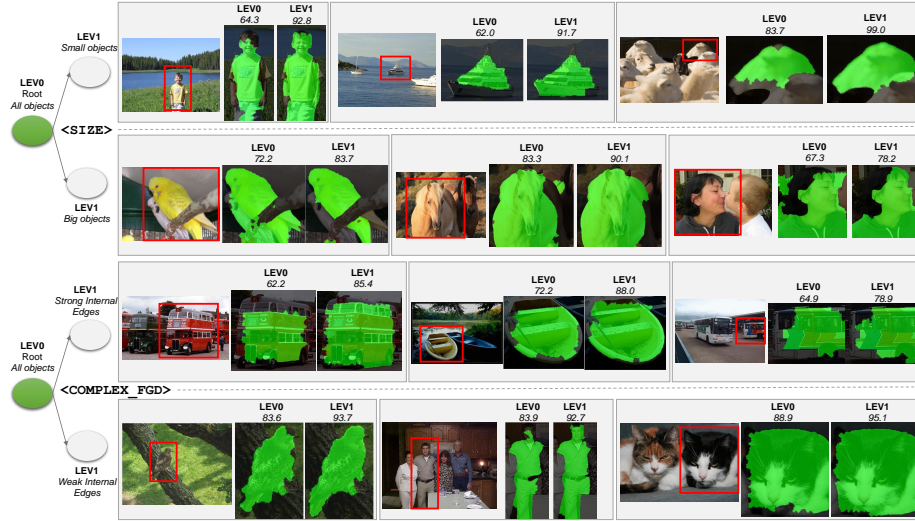 LEV1
Small objects
LEV0
Root
All objects
<SIZE>
LEV1
Big objects
LEV0 LEV1
64.3 92.8
LEV0 LEV1
62.0 91.7
LEV0 LEV1
83.7 99.0
LEV0 LEV1
72.2 83.7
LEV0 LEV1
83.3 90.1
LEV0 LEV1
67.3 78.2
LEV1
Strong Internal
Edges
LEV0
Root
All objects
<COMPLEX_FGD>
LEV1
Weak Internal
Edges
LEV0 LEV1
62.2 85.4
LEV0 LEV1
72.2 88.0
LEV0 LEV1
64.9 78.9
LEV0 LEV1
83.6 93.7
LEV0 LEV1
83.9 92.7
LEV0 LEV1
88.9 95.1